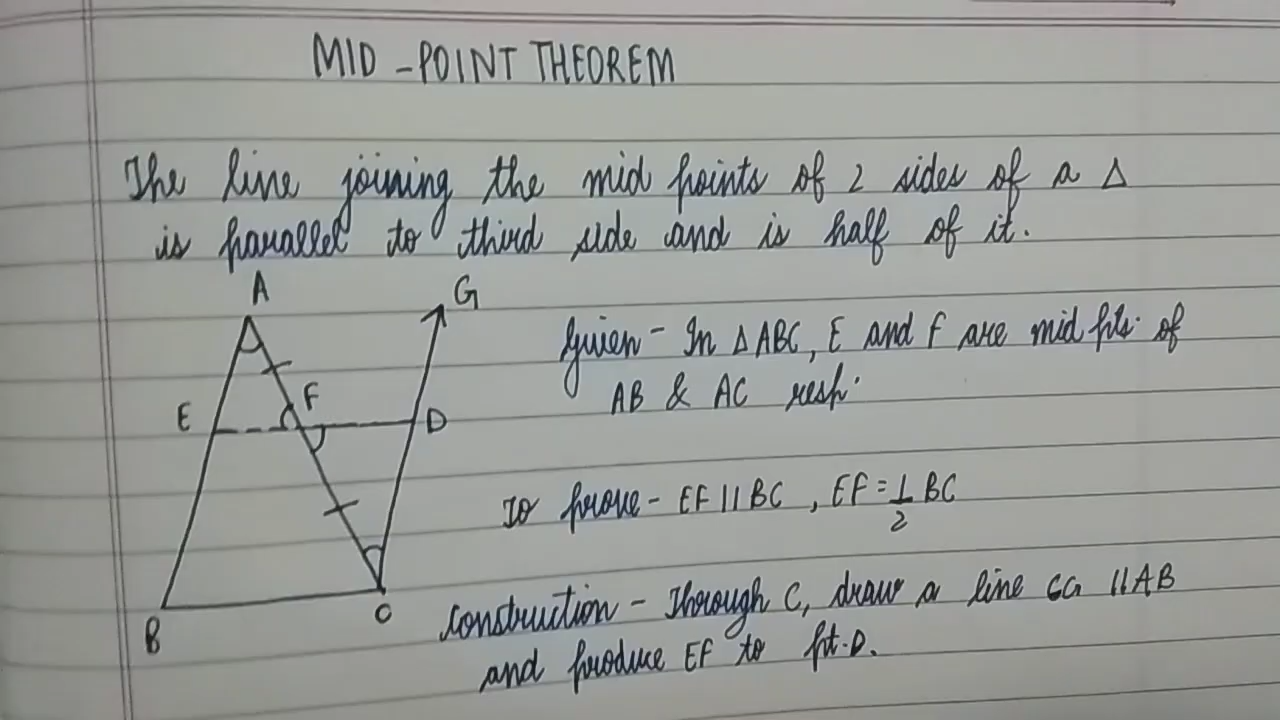 MID-POINT THEOREM
The line joining the mid points of 2 sides of a Δ
is parallel to third side and is half of it.
A
G
E
F
D
B
C
Given - In Δ ABC, E and F are mid pts. of
AB & AC resp.
To prove - EF || BC, EF = 1/2 BC
Construction - Through C, draw a line CG || AB
and produce EF to pt. D.